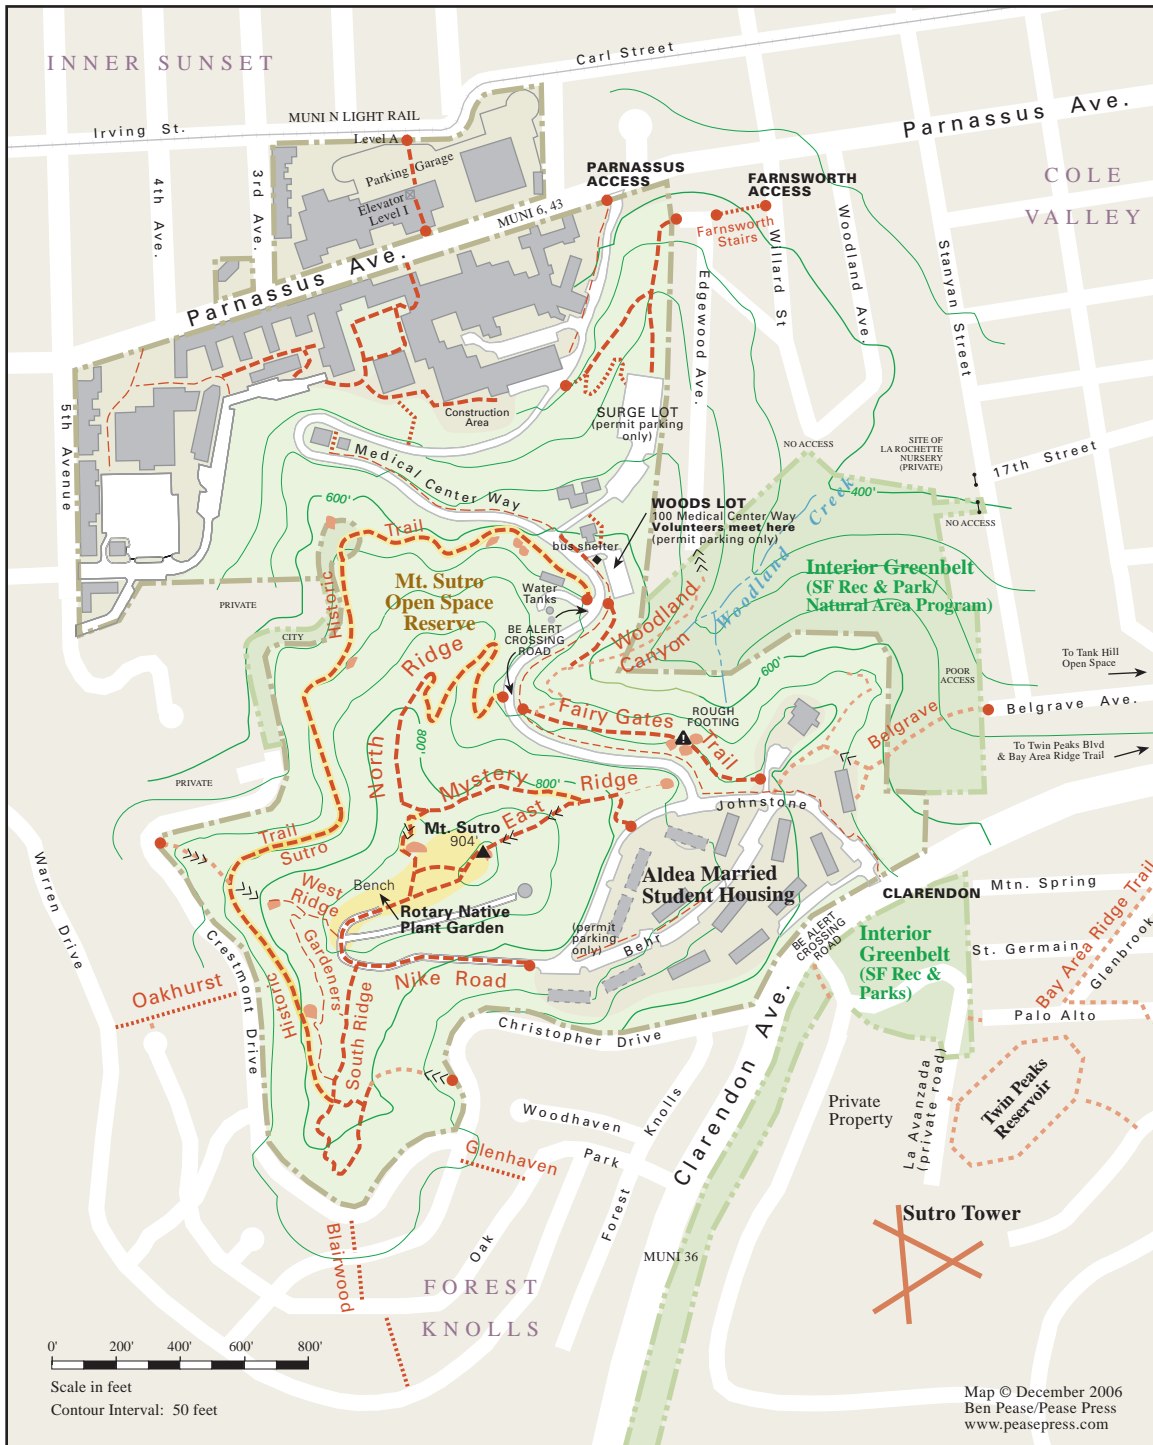 INNER SUNSET
Carl Street
Irving St.
MUNI N LIGHT RAIL
Level A
Parking Garage
Elevator
Level I
MUNI 6, 43
4th Ave.
3rd Ave.
Parnassus Ave.
Parnassus Ave.
PARNASSUS
ACCESS
FARNSWORTH
ACCESS
COLE
VALLEY
Farnsworth
Stairs
Willard St
Woodland Ave.
Stanyan Street
Edgewood Ave.
5th Avenue
Construction
Area
SURGE LOT
(permit parking
only)
NO ACCESS
SITE OF
LA ROCHETTE
NURSERY
(PRIVATE)
17th Street
Medical Center Way
600'
400'
NO ACCESS
WOODS LOT
100 Medical Center Way
Volunteers meet here
(permit parking only)
Woodland Creek
bus shelter
Trail
Historic
Mt. Sutro
Open Space
Reserve
Water
Tanks
Interior Greenbelt
(SF Rec & Park/
Natural Area Program)
PRIVATE
CITY
BE ALERT
CROSSING
ROAD
Woodland
Canyon
Ridge
North
600'
POOR
ACCESS
To Tank Hill
Open Space
Belgrave Ave.
Belgrave
Fairy Gates
Trail
ROUGH
FOOTING
To Twin Peaks Blvd
& Bay Area Ridge Trail
800'
PRIVATE
Mystery
800'
Ridge
East
Johnstone
Trail
Sutro
Mt. Sutro
904'
Warren Drive
West
Ridge
Bench
Rotary Native
Plant Garden
Aldea Married
Student Housing
CLARENDON
Mtn. Spring
(permit
parking
only)
Behr
BE ALERT
CROSSING
ROAD
Interior
Greenbelt
(SF Rec &
Parks)
St. Germain
Glenbrook
Bay Area Ridge Trail
Palo Alto
Gardeners'
Historic
Nike Road
South Ridge
Oakhurst
Crestmont Drive
Christopher Drive
Clarendon Ave.
Private
Property
La Avanzada
(private road)
Twin Peaks
Reservoir
Woodhaven
Knolls
Park
Forest
Oak
Glenhaven
Blairwood
Sutro Tower
MUNI 36
FOREST
KNOLLS
0' 200' 400' 600' 800'
Scale in feet
Contour Interval: 50 feet
Map © December 2006
Ben Pease/Pease Press
www.peasepress.com